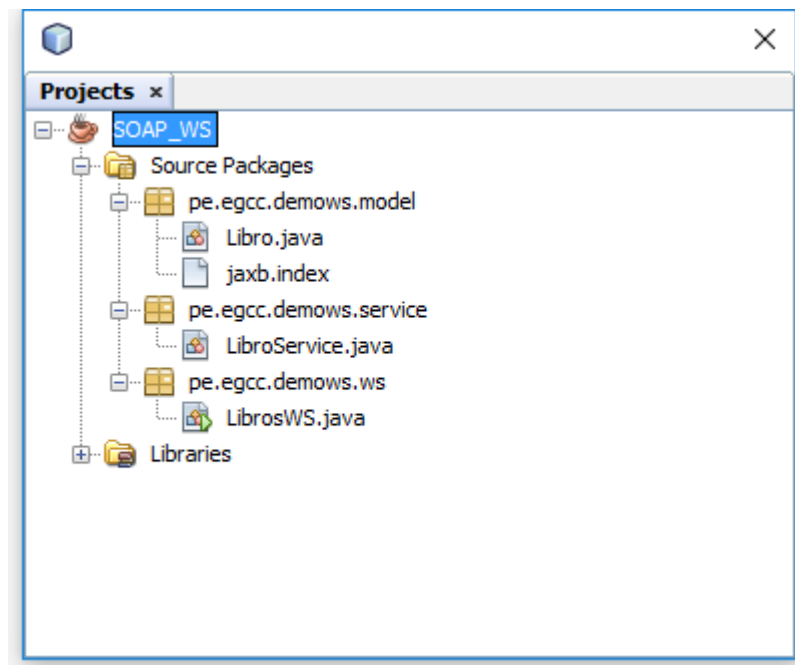 Projects
SOAP_WS
Source Packages
pe.egcc.demows.model
Libro.java
jaxb.index
pe.egcc.demows.service
LibroService.java
pe.egcc.demows.ws
LibrosWS.java
Libraries